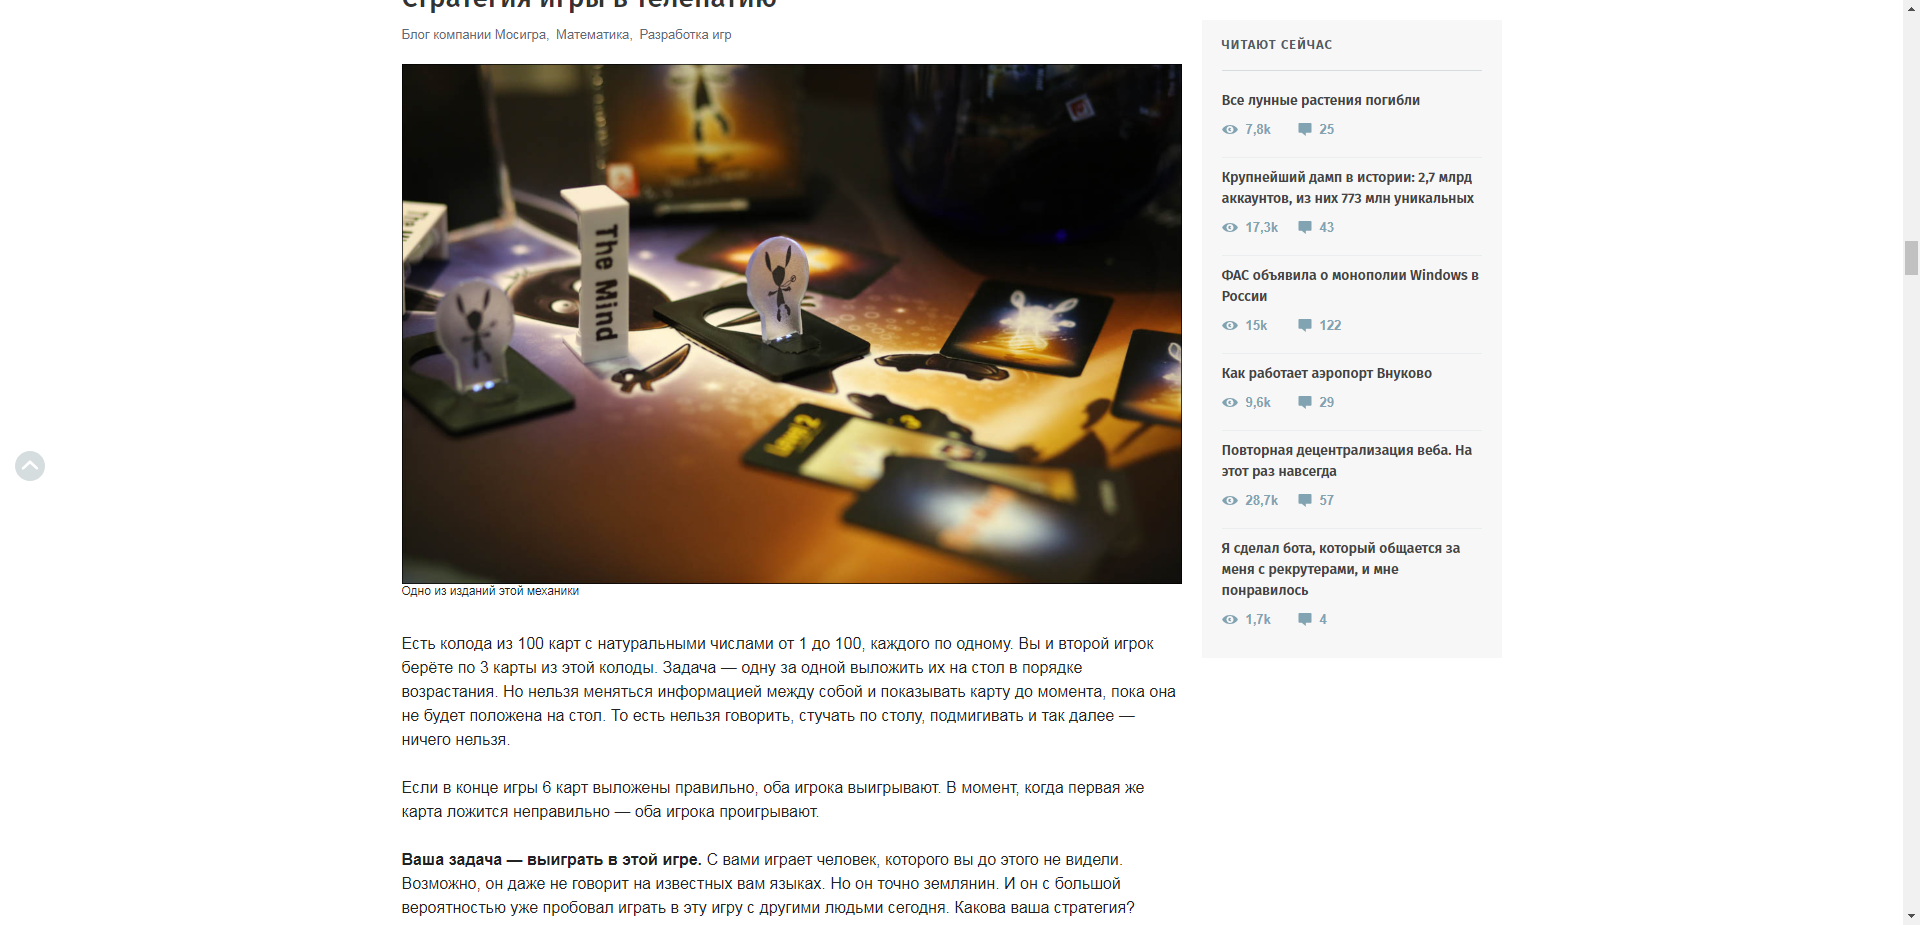 Стратегия игры в телепатию
Блог компании Мосигра, Математика, Разработка игр
The Mind
Level 2
Одно из изданий этой механики
Есть колода из 100 карт с натуральными числами от 1 до 100, каждого по одному. Вы и второй игрок
берёте по 3 карты из этой колоды. Задача — одну за одной выложить их на стол в порядке
возрастания. Но нельзя меняться информацией между собой и показывать карту до момента, пока она
не будет положена на стол. То есть нельзя говорить, стучать по столу, подмигивать и так далее —
ничего нельзя.
Если в конце игры 6 карт выложены правильно, оба игрока выигрывают. В момент, когда первая же
карта ложится неправильно — оба игрока проигрывают.
Ваша задача — выиграть в этой игре. С вами играет человек, которого вы до этого не видели.
Возможно, он даже не говорит на известных вам языках. Но он точно землянин. И он с большой
вероятностью уже пробовал играть в эту игру с другими людьми сегодня. Какова ваша стратегия?
ЧИТАЮТ СЕЙЧАС
Все лунные растения погибли
7,8k 25
Крупнейший дамп в истории: 2,7 млрд
аккаунтов, из них 773 млн уникальных
17,3k 43
ФАС объявила о монополии Windows в
России
15k 122
Как работает аэропорт Внуково
9,6k 29
Повторная децентрализация веба. На
этот раз навсегда
28,7k 57
Я сделал бота, который общается за
меня с рекрутерами, и мне
понравилось
1,7k 4